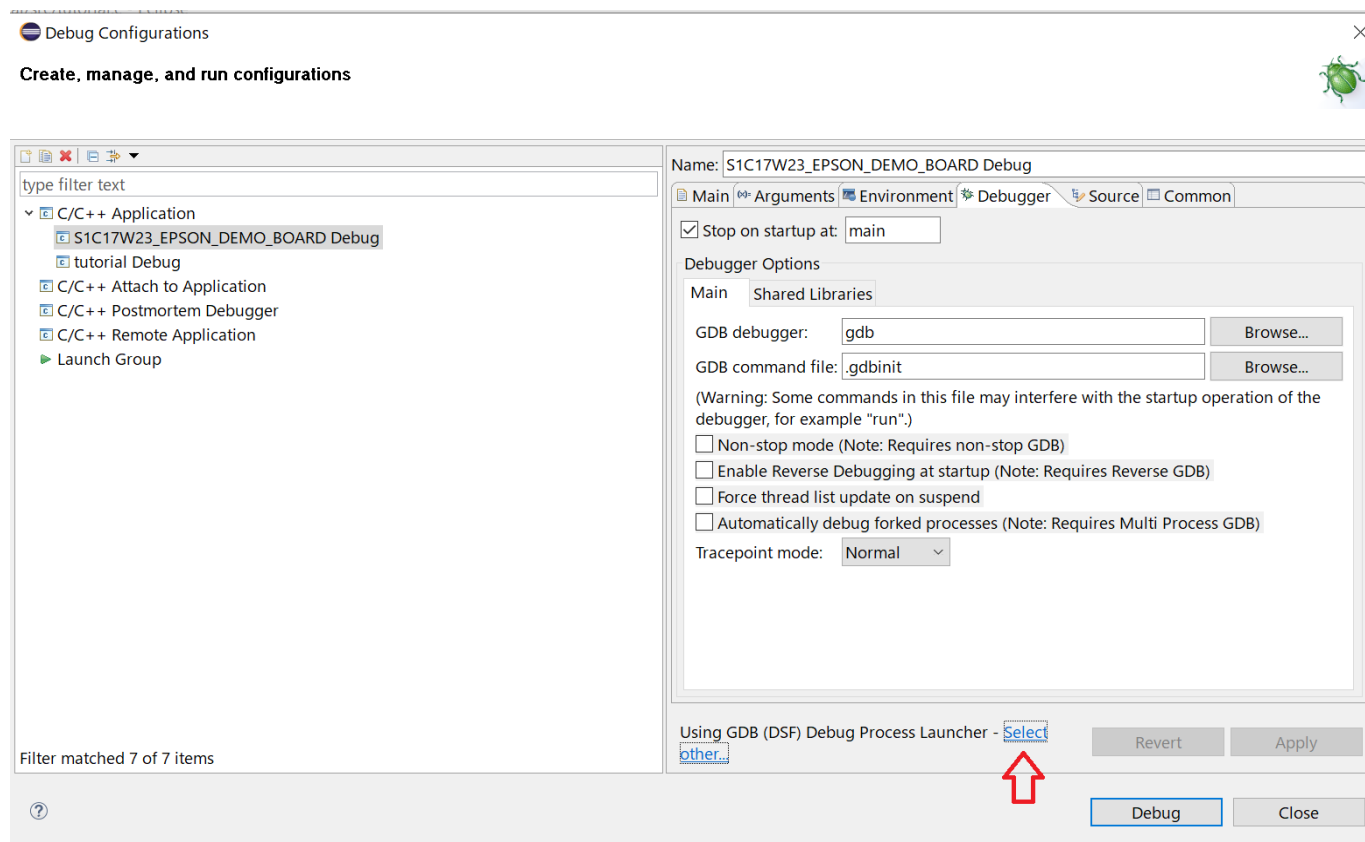 Debug Configurations
Create, manage, and run configurations
type filter text
C/C++ Application
S1C17W23_EPSON_DEMO_BOARD Debug
tutorial Debug
C/C++ Attach to Application
C/C++ Postmortem Debugger
C/C++ Remote Application
Launch Group
Filter matched 7 of 7 items
Name: S1C17W23_EPSON_DEMO_BOARD Debug
Main Arguments Environment Debugger Source Common
Stop on startup at: main
Debugger Options
Main Shared Libraries
GDB debugger: gdb Browse...
GDB command file: .gdbinit Browse...
(Warning: Some commands in this file may interfere with the startup operation of the
debugger, for example "run".)
Non-stop mode (Note: Requires non-stop GDB)
Enable Reverse Debugging at startup (Note: Requires Reverse GDB)
Force thread list update on suspend
Automatically debug forked processes (Note: Requires Multi Process GDB)
Tracepoint mode: Normal
Using GDB (DSF) Debug Process Launcher - Select
other...
Revert Apply
Debug Close